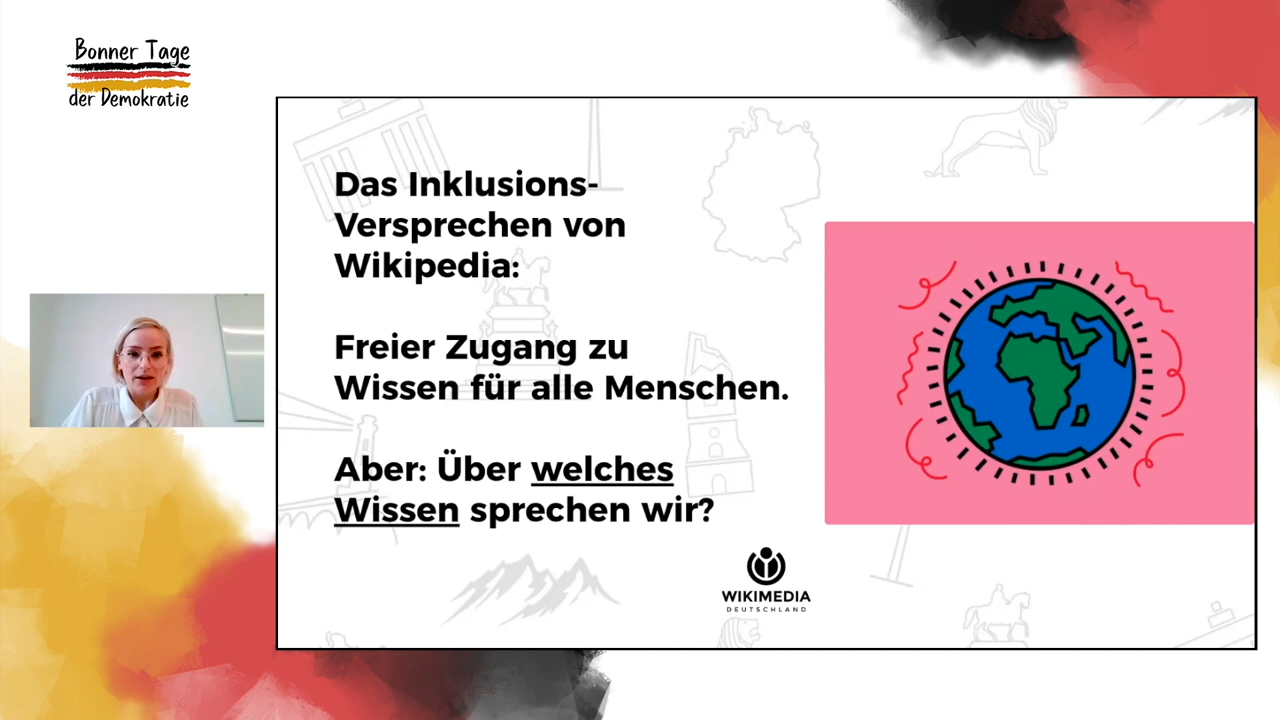 Bonner Tage
der Demokratie
Das Inklusions-
Versprechen von
Wikipedia:
Freier Zugang zu
Wissen für alle Menschen.
Aber: Über welches
Wissen sprechen wir?
WIKIMEDIA
DEUTSCHLAND